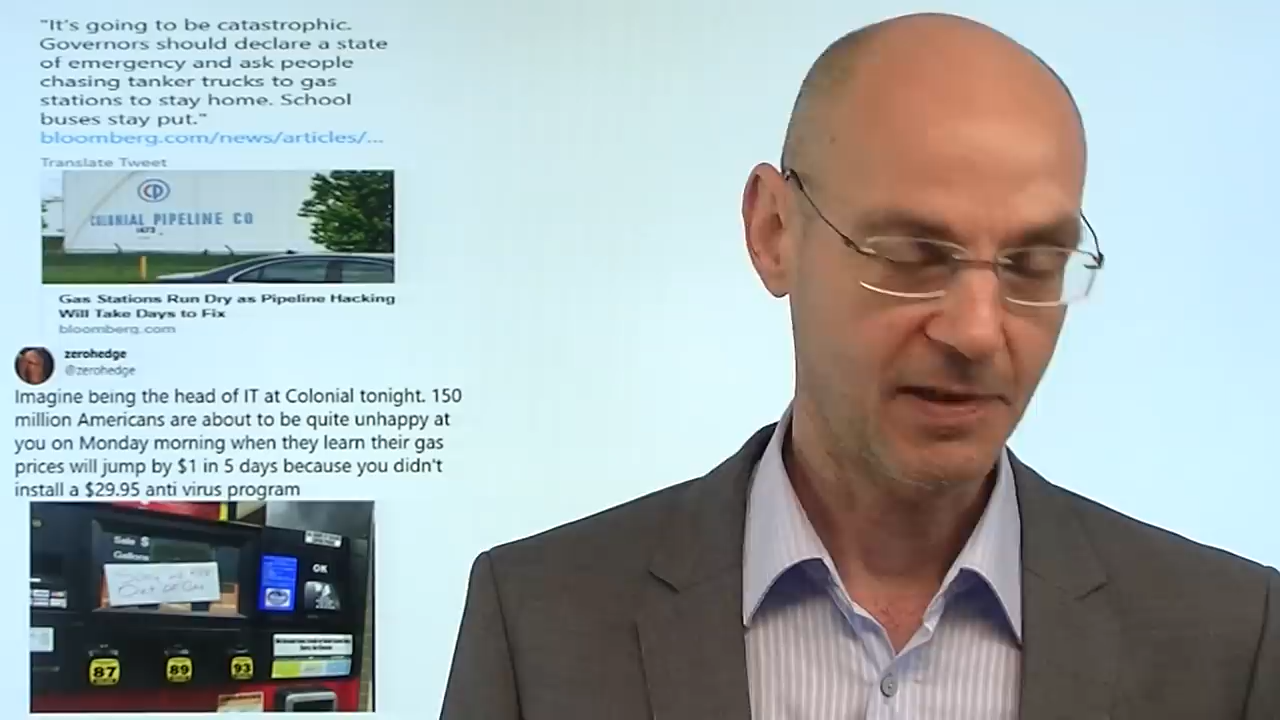 "It's going to be catastrophic.
Governors should declare a state
of emergency and ask people
chasing tanker trucks to gas
stations to stay home. School
buses stay put."
bloomberg.com/news/articles/...
Translate Tweet
COLONIAL PIPELINE CO
Gas Stations Run Dry as Pipeline Hacking
Will Take Days to Fix
bloomberg.com
zerohedge
@zerohedge
Imagine being the head of IT at Colonial tonight. 150
million Americans are about to be quite unhappy at
you on Monday morning when they learn their gas
prices will jump by $1 in 5 days because you didn't
install a $29.95 anti virus program
Sale $
Gallons
OK
87
89
93